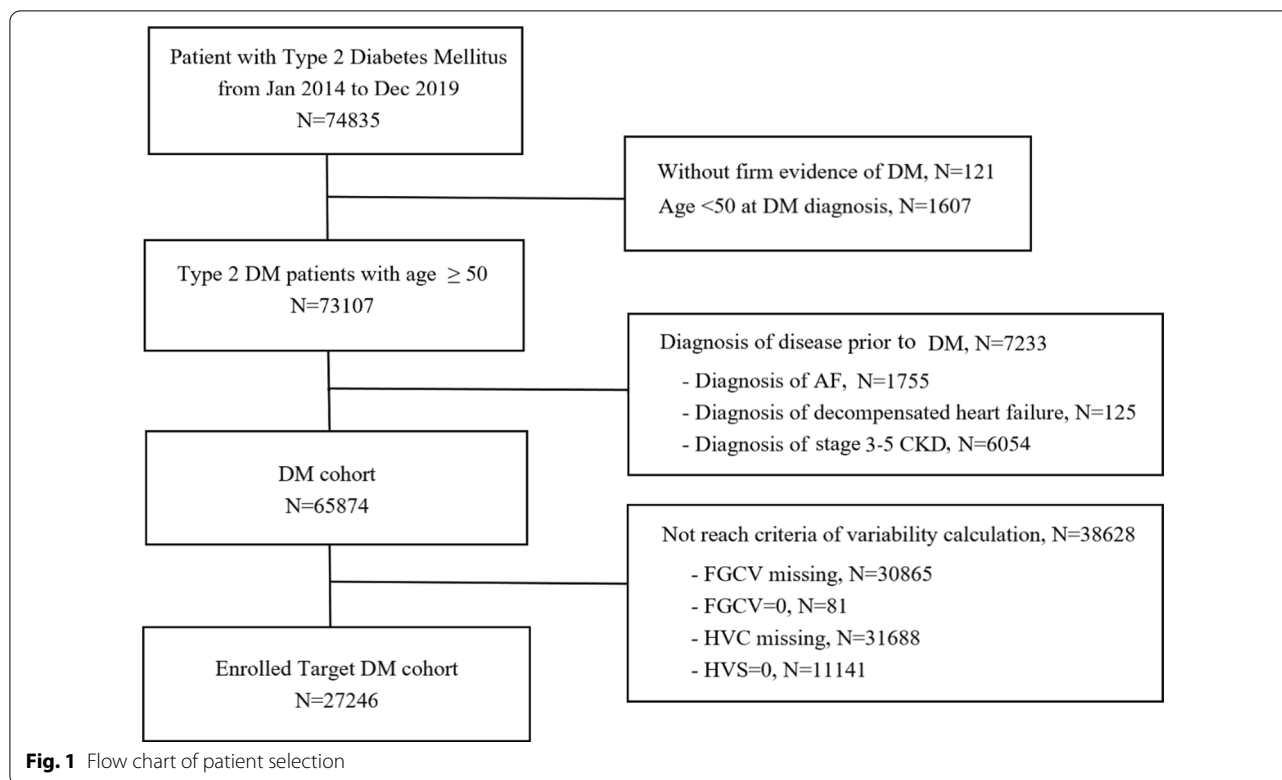 Patient with Type 2 Diabetes Mellitus
from Jan 2014 to Dec 2019
N=74835
Without firm evidence of DM, N=121
Age <50 at DM diagnosis, N=1607
Type 2 DM patients with age ≥ 50
N=73107
Diagnosis of disease prior to DM, N=7233
- Diagnosis of AF, N=1755
- Diagnosis of decompensated heart failure, N=125
- Diagnosis of stage 3-5 CKD, N=6054
DM cohort
N=65874
Not reach criteria of variability calculation, N=38628
- FGCV missing, N=30865
- FGCV=0, N=81
- HVC missing, N=31688
- HVS=0, N=11141
Enrolled Target DM cohort
N=27246
Fig. 1 Flow chart of patient selection